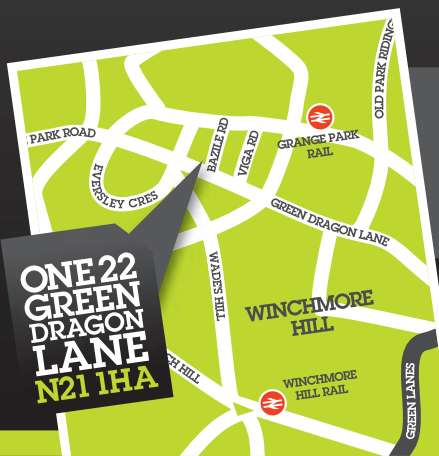 OLD PARK RIDING
PARK ROAD
BAZILE RD
VIGA RD
GRANGE PARK
RAIL
EVERSLEY CRES
GREEN DRAGON LANE
ONE 22
GREEN
DRAGON
LANE
N21 1HA
WADES HILL
WINCHMORE
HILL
CH HILL
WINCHMORE
HILL RAIL
GREEN LANES